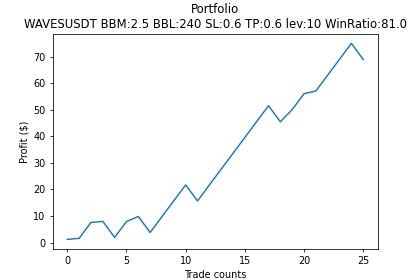 Portfolio
WAVESUSDT BBM:2.5 BBL:240 SL:0.6 TP:0.6 lev:10 WinRatio:81.0
70
60
50
40
30
20
10
0
Profit ($)
0 5 10 15 20 25
Trade counts